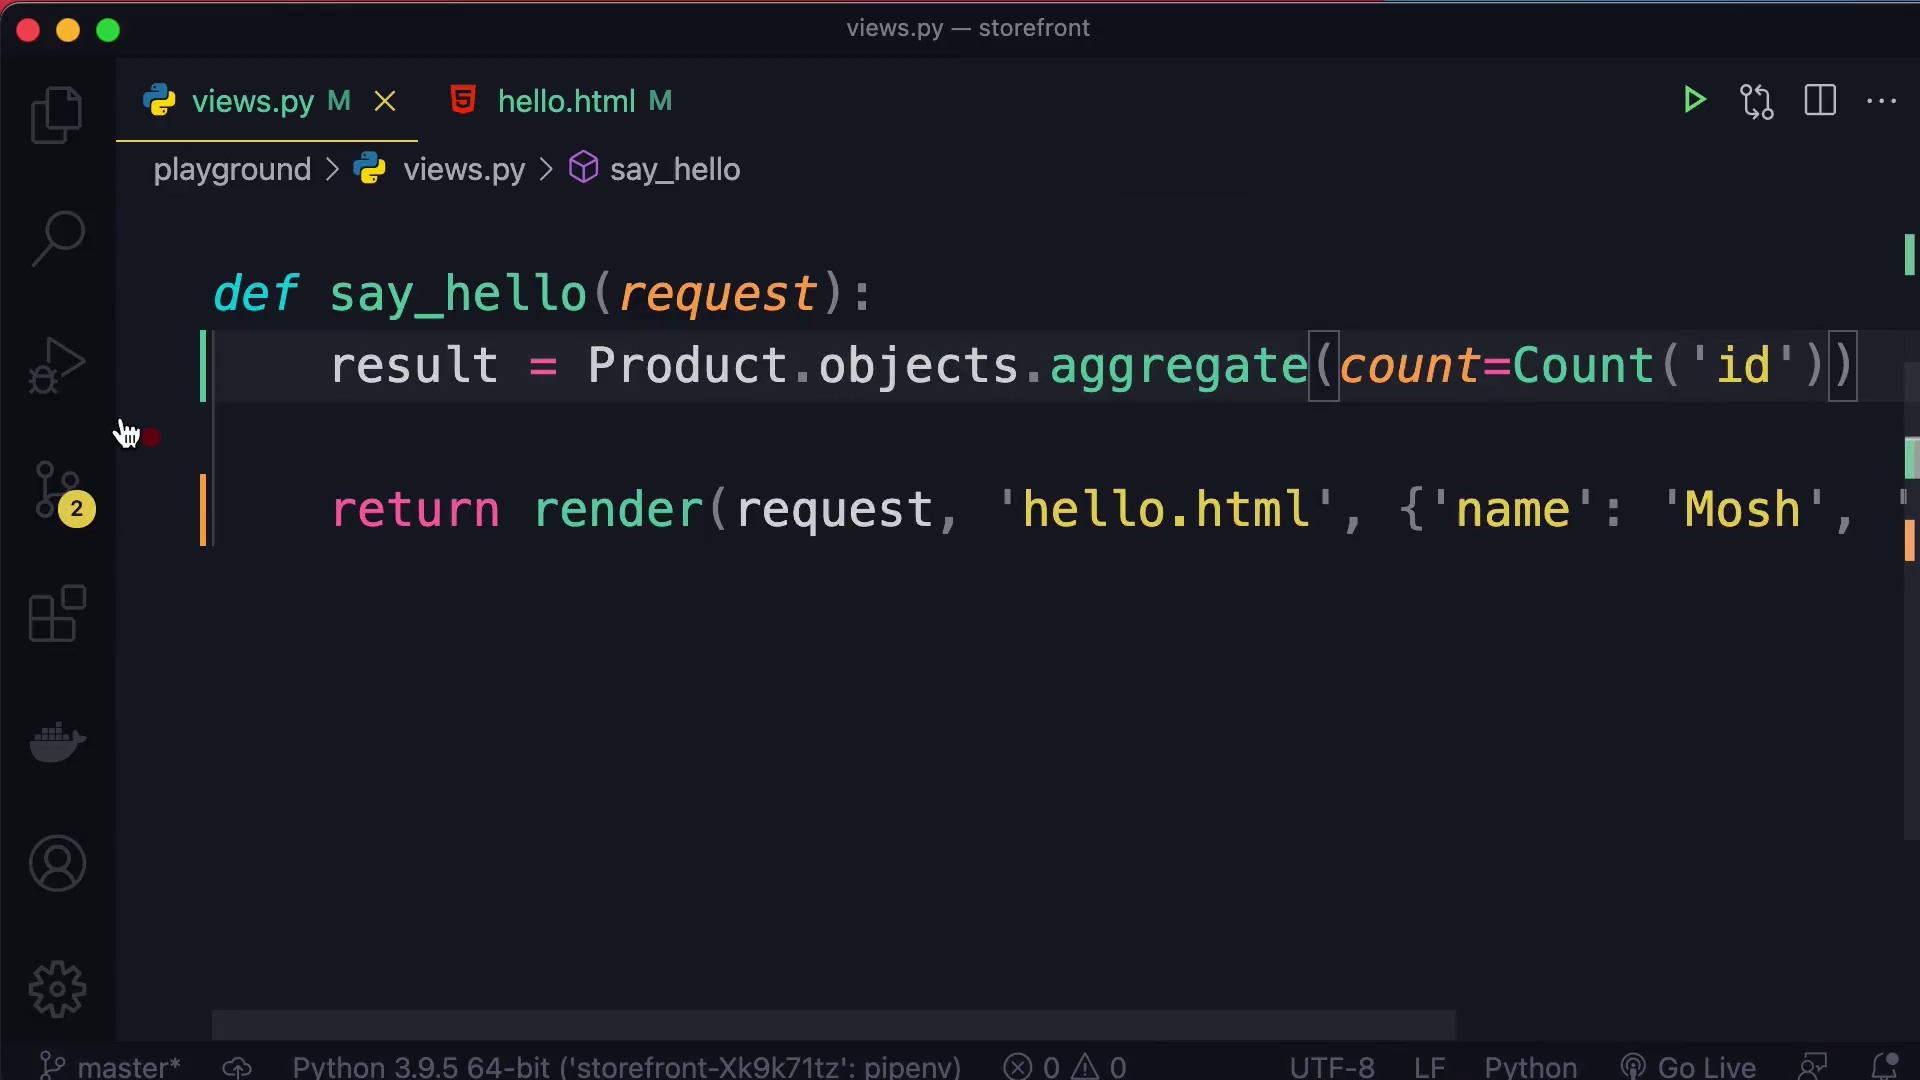 views.py — storefront
views.py M hello.html M
playground > views.py > say_hello
def say_hello(request):
result = Product.objects.aggregate(count=Count('id'))
return render(request, 'hello.html', {'name': 'Mosh', '
2
master* Python 3.9.5 64-bit ('storefront-Xk9k71tz': pipenv) 0 0 UTF-8 LF Python Go Live